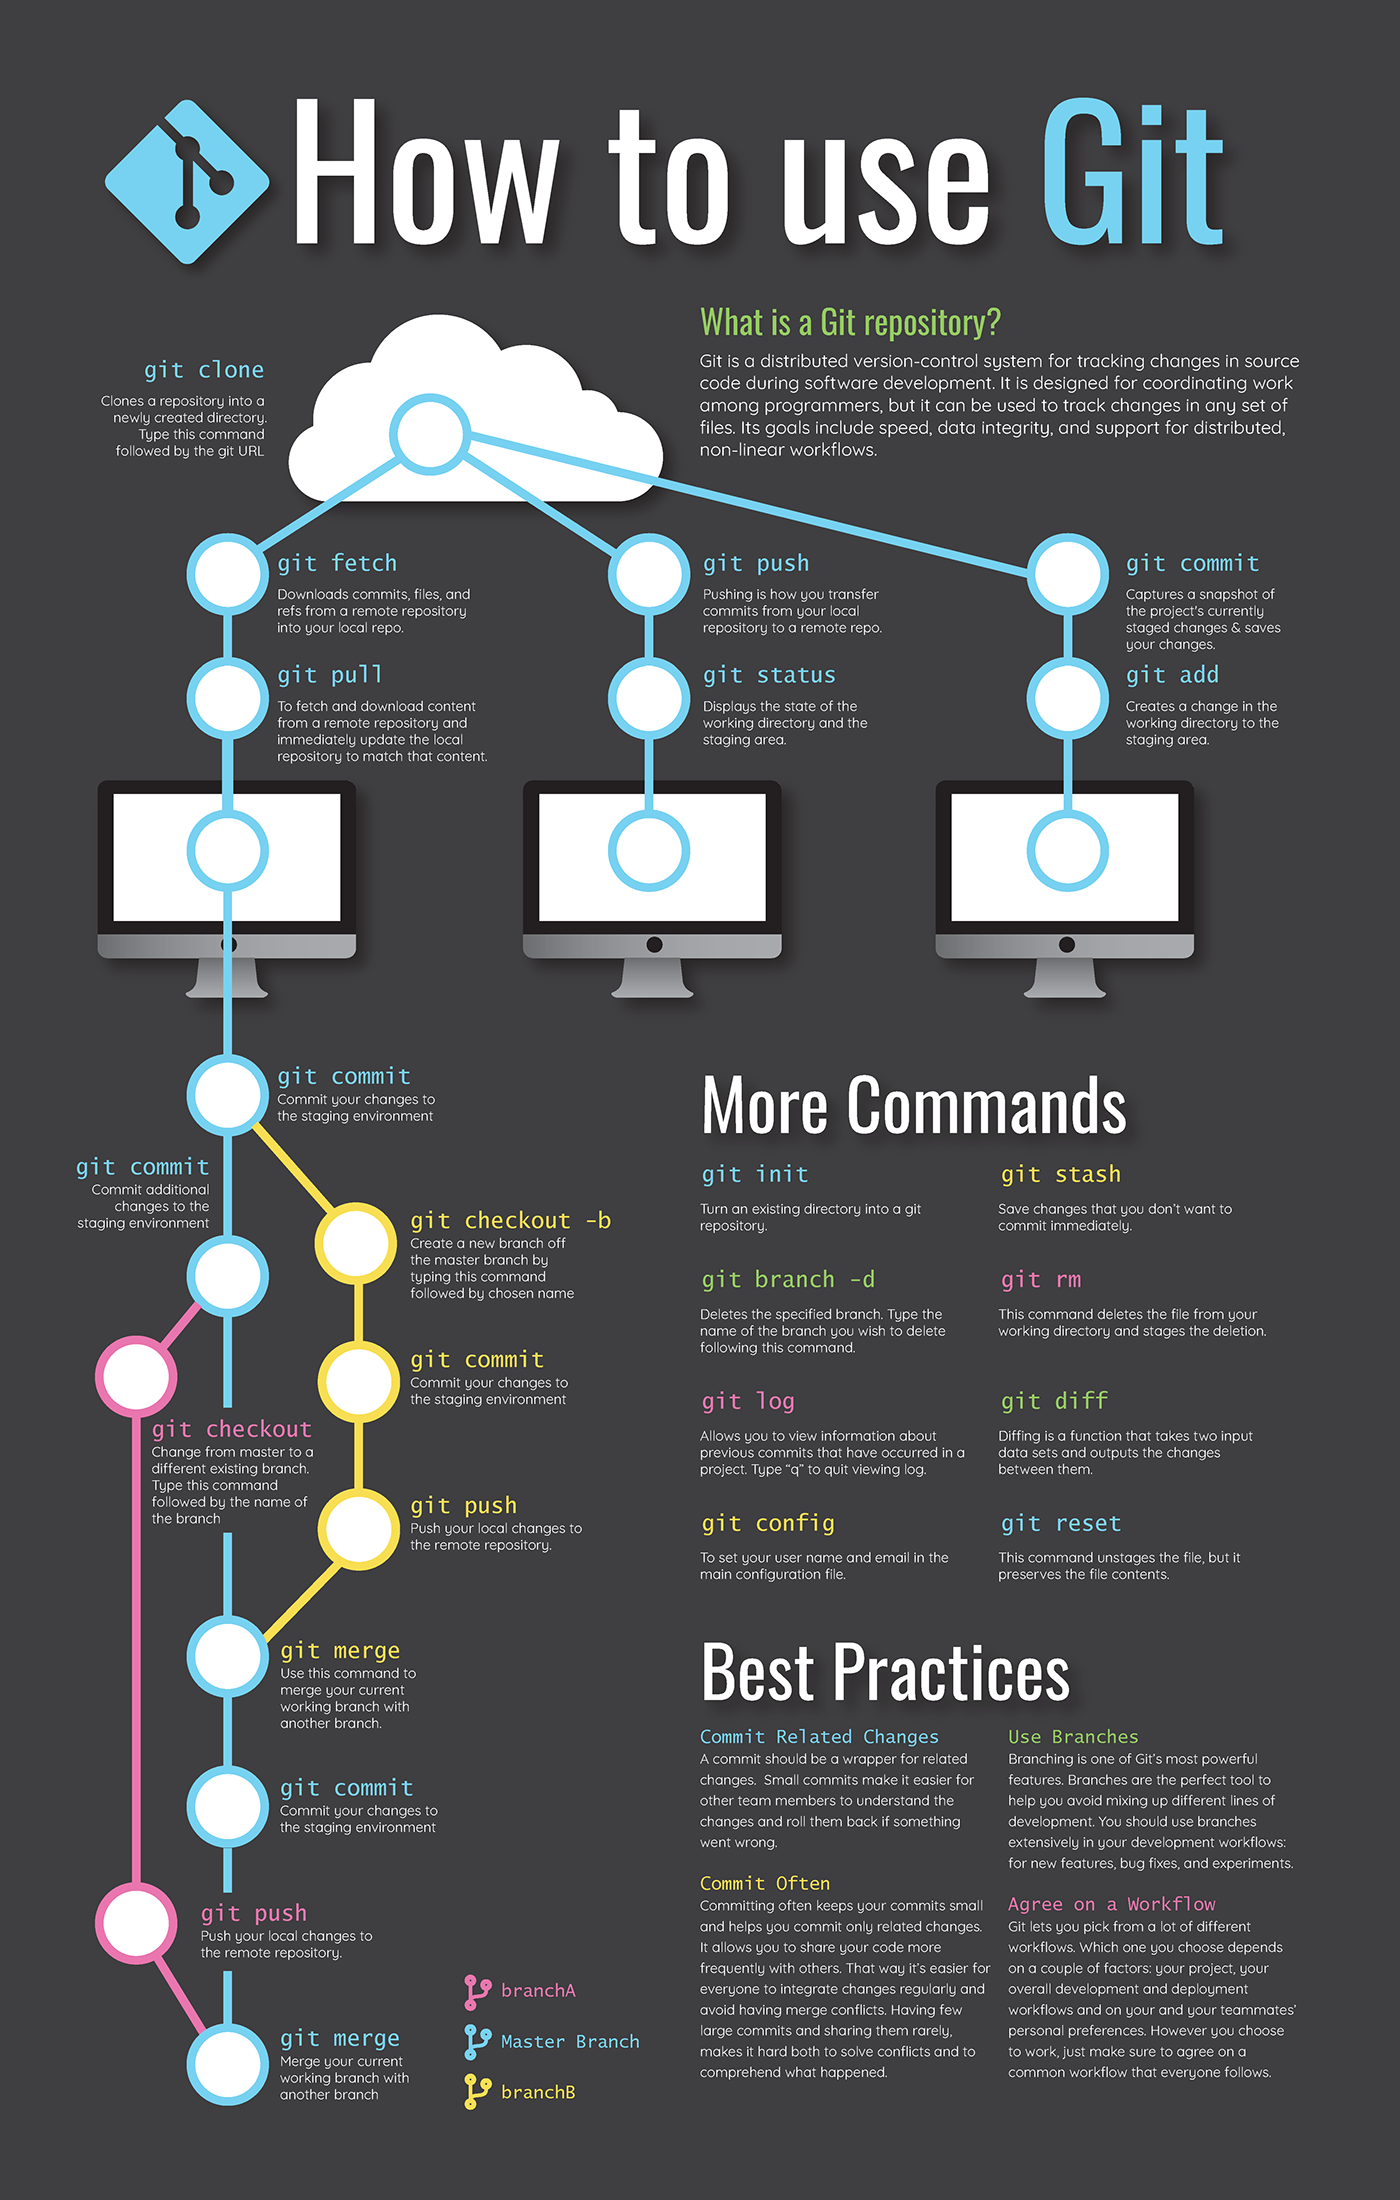 How to use Git
What is a Git repository?
Git is a distributed version-control system for tracking changes in source
code during software development. It is designed for coordinating work
among programmers, but it can be used to track changes in any set of
files. Its goals include speed, data integrity, and support for distributed,
non-linear workflows.
git clone
Clones a repository into a
newly created directory.
Type this command
followed by the git URL
git fetch
Downloads commits, files, and
refs from a remote repository
into your local repo.
git push
Pushing is how you transfer
commits from your local
repository to a remote repo.
git commit
Captures a snapshot of
the project's currently
staged changes & saves
your changes.
git pull
To fetch and download content
from a remote repository and
immediately update the local
repository to match that content.
git status
Displays the state of the
working directory and the
staging area.
git add
Creates a change in the
working directory to the
staging area.
git commit
Commit your changes to
the staging environment
git commit
Commit additional
changes to the
staging environment
git checkout -b
Create a new branch off
the master branch by
typing this command
followed by chosen name
git commit
Commit your changes to
the staging environment
git checkout
Change from master to a
different existing branch.
Type this command
followed by the name of
the branch
git push
Push your local changes to
the remote repository.
git merge
Use this command to
merge your current
working branch with
another branch.
git commit
Commit your changes to
the staging environment
git push
Push your local changes to
the remote repository.
git merge
Merge your current
working branch with
another branch
branchA
Master Branch
branchB
More Commands
git init
Turn an existing directory into a git
repository.
git stash
Save changes that you don't want to
commit immediately.
git branch -d
Deletes the specified branch. Type the
name of the branch you wish to delete
following this command.
git rm
This command deletes the file from your
working directory and stages the deletion.
git log
Allows you to view information about
previous commits that have occurred in a
project. Type “q” to quit viewing log.
git diff
Diffing is a function that takes two input
data sets and outputs the changes
between them.
git config
To set your user name and email in the
main configuration file.
git reset
This command unstages the file, but it
preserves the file contents.
Best Practices
Commit Related Changes
A commit should be a wrapper for related
changes. Small commits make it easier for
other team members to understand the
changes and roll them back if something
went wrong.
Commit Often
Committing often keeps your commits small
and helps you commit only related changes.
It allows you to share your code more
frequently with others. That way it's easier for
everyone to integrate changes regularly and
avoid having merge conflicts. Having few
large commits and sharing them rarely,
makes it hard both to solve conflicts and to
comprehend what happened.
Use Branches
Branching is one of Git's most powerful
features. Branches are the perfect tool to
help you avoid mixing up different lines of
development. You should use branches
extensively in your development workflows:
for new features, bug fixes, and experiments.
Agree on a Workflow
Git lets you pick from a lot of different
workflows. Which one you choose depends
on a couple of factors: your project, your
overall development and deployment
workflows and on your and your teammates'
personal preferences. However you choose
to work, just make sure to agree on a
common workflow that everyone follows.